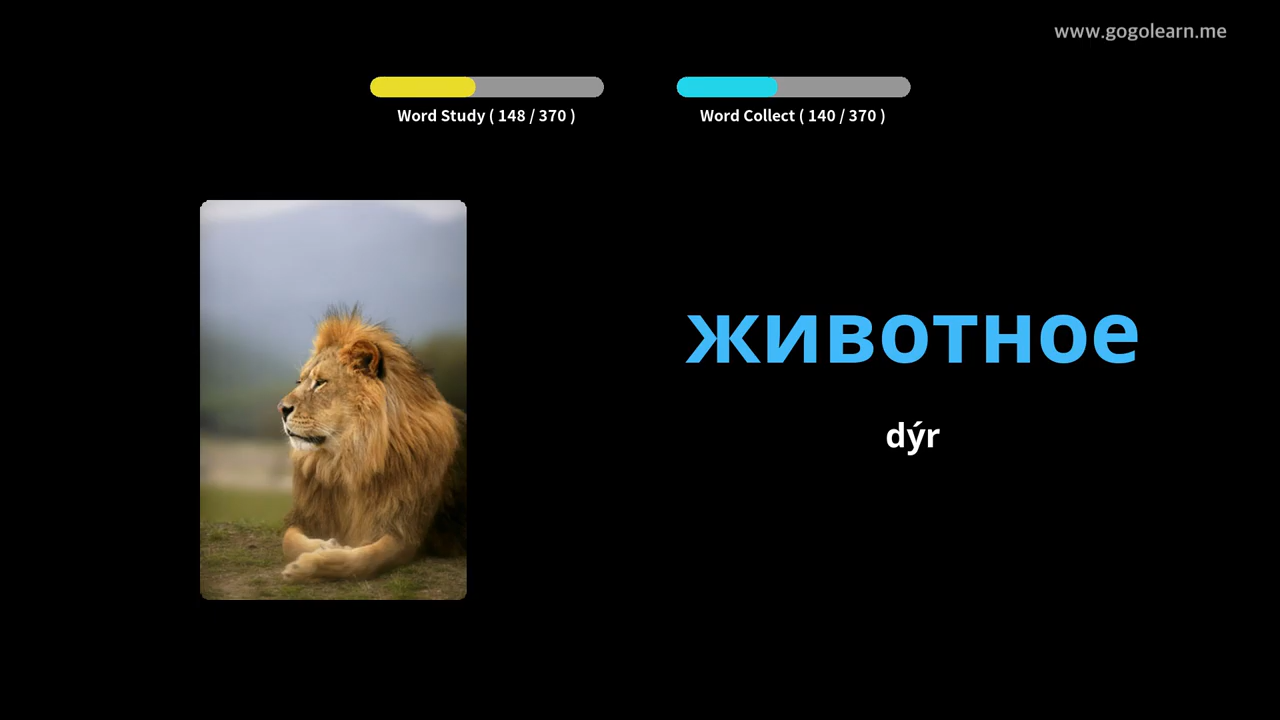 www.gogolearn.me
Word Study ( 148 / 370 )
Word Collect ( 140 / 370 )
животное
dýr